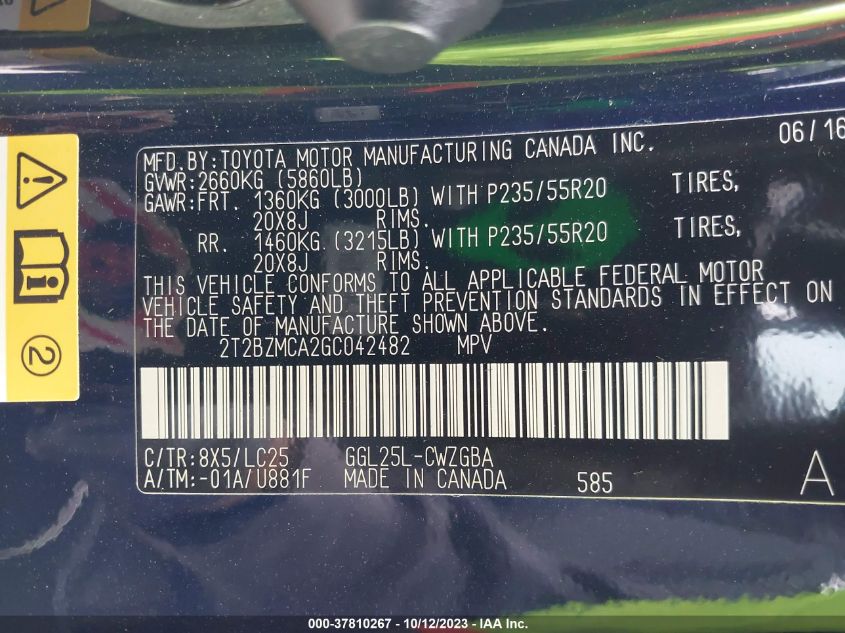 06/16
MFD. BY: TOYOTA MOTOR MANUFACTURING CANADA INC.
GVWR: 2660KG (5860LB)
GAWR: FRT. 1360KG (3000LB) WITH P235/55R20 TIRES,
20X8J RIMS.
RR. 1460KG (3215LB) WITH P235/55R20 TIRES,
20X8J RIMS.
THIS VEHICLE CONFORMS TO ALL APPLICABLE FEDERAL MOTOR
VEHICLE SAFETY AND THEFT PREVENTION STANDARDS IN EFFECT ON
THE DATE OF MANUFACTURE SHOWN ABOVE.
2T2BZMCA2GC042482 MPV
C/TR: 8X5/LC25 GGL25L-CWZGBA
A/TM: -01A/U881F MADE IN CANADA 585 A
2
000-37810267 - 10/12/2023 - IAA Inc.